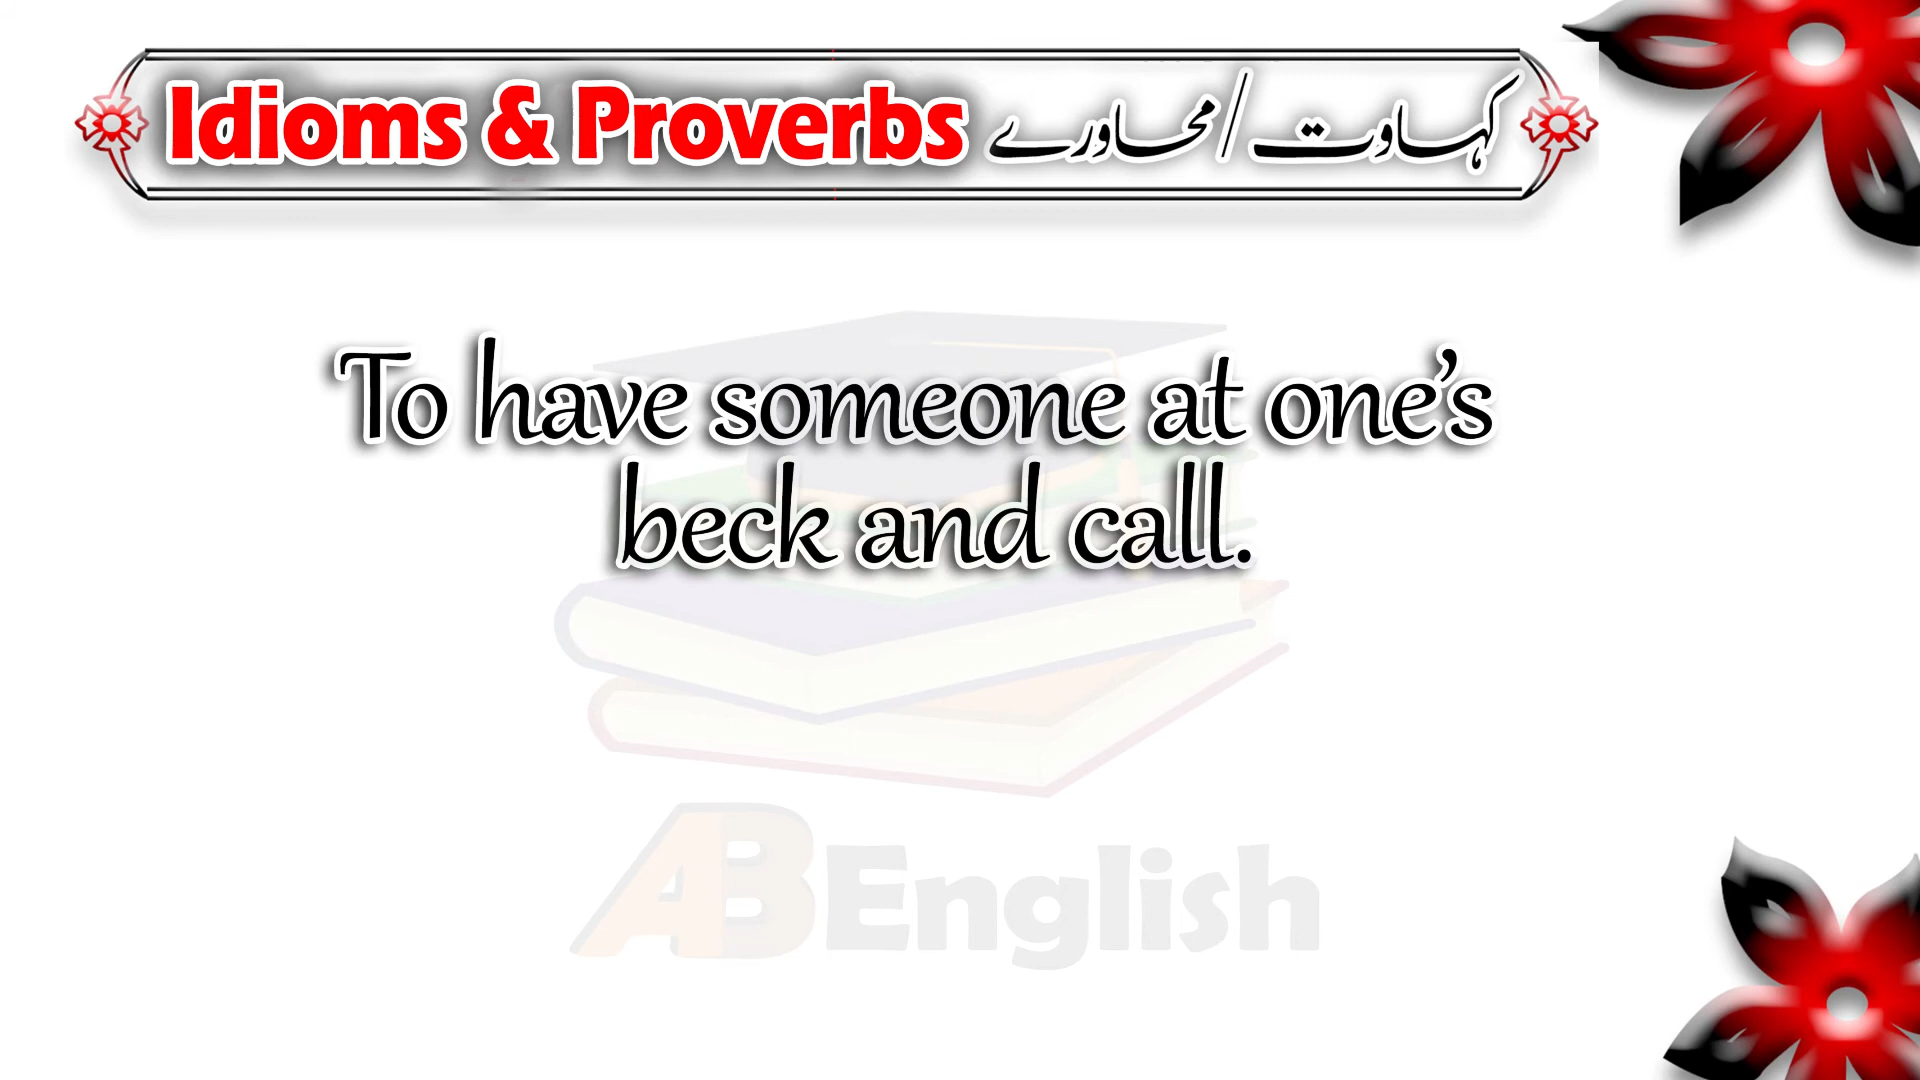 Idioms & Proverbs کہاوت/محاورے
To have someone at one’s
beck and call.
ABEnglish